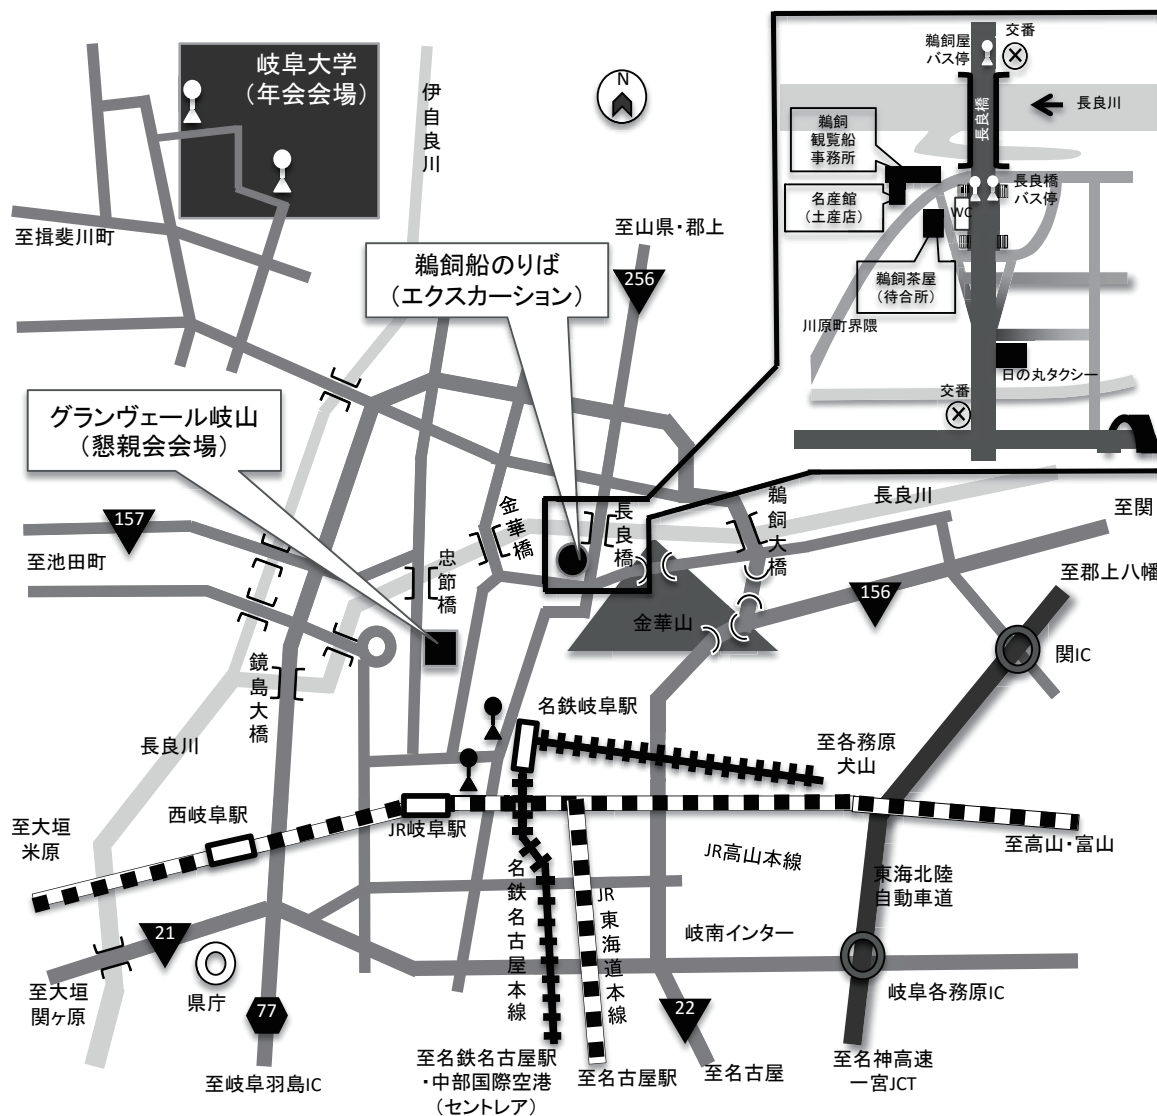 岐阜大学
（年会会場）
伊自良川
N
鵜飼屋
バス停
交番
長良橋
長良川
鵜飼
観覧船
事務所
名産館
（土産店）
長良橋
バス停
WC
鵜飼茶屋
（待合所）
川原町界隈
日の丸タクシー
交番
至揖斐川町
至山県・郡上
256
鵜飼船のりば
（エクスカーション）
グランヴェール岐山
（懇親会会場）
157
至池田町
金華橋
忠節橋
長良橋
鵜飼大橋
長良川
至関
156
至郡上八幡
金華山
関IC
鏡島大橋
長良川
名鉄岐阜駅
至各務原
犬山
西岐阜駅
JR岐阜駅
至大垣
米原
至高山・富山
JR高山本線
東海北陸
自動車道
名鉄名古屋本線
JR東海道本線
岐南インター
21
県庁
至大垣
関ヶ原
77
22
岐阜各務原IC
至岐阜羽島IC
至名鉄名古屋駅
・中部国際空港
（セントレア）
至名古屋駅
至名古屋
至名神高速
一宮JCT